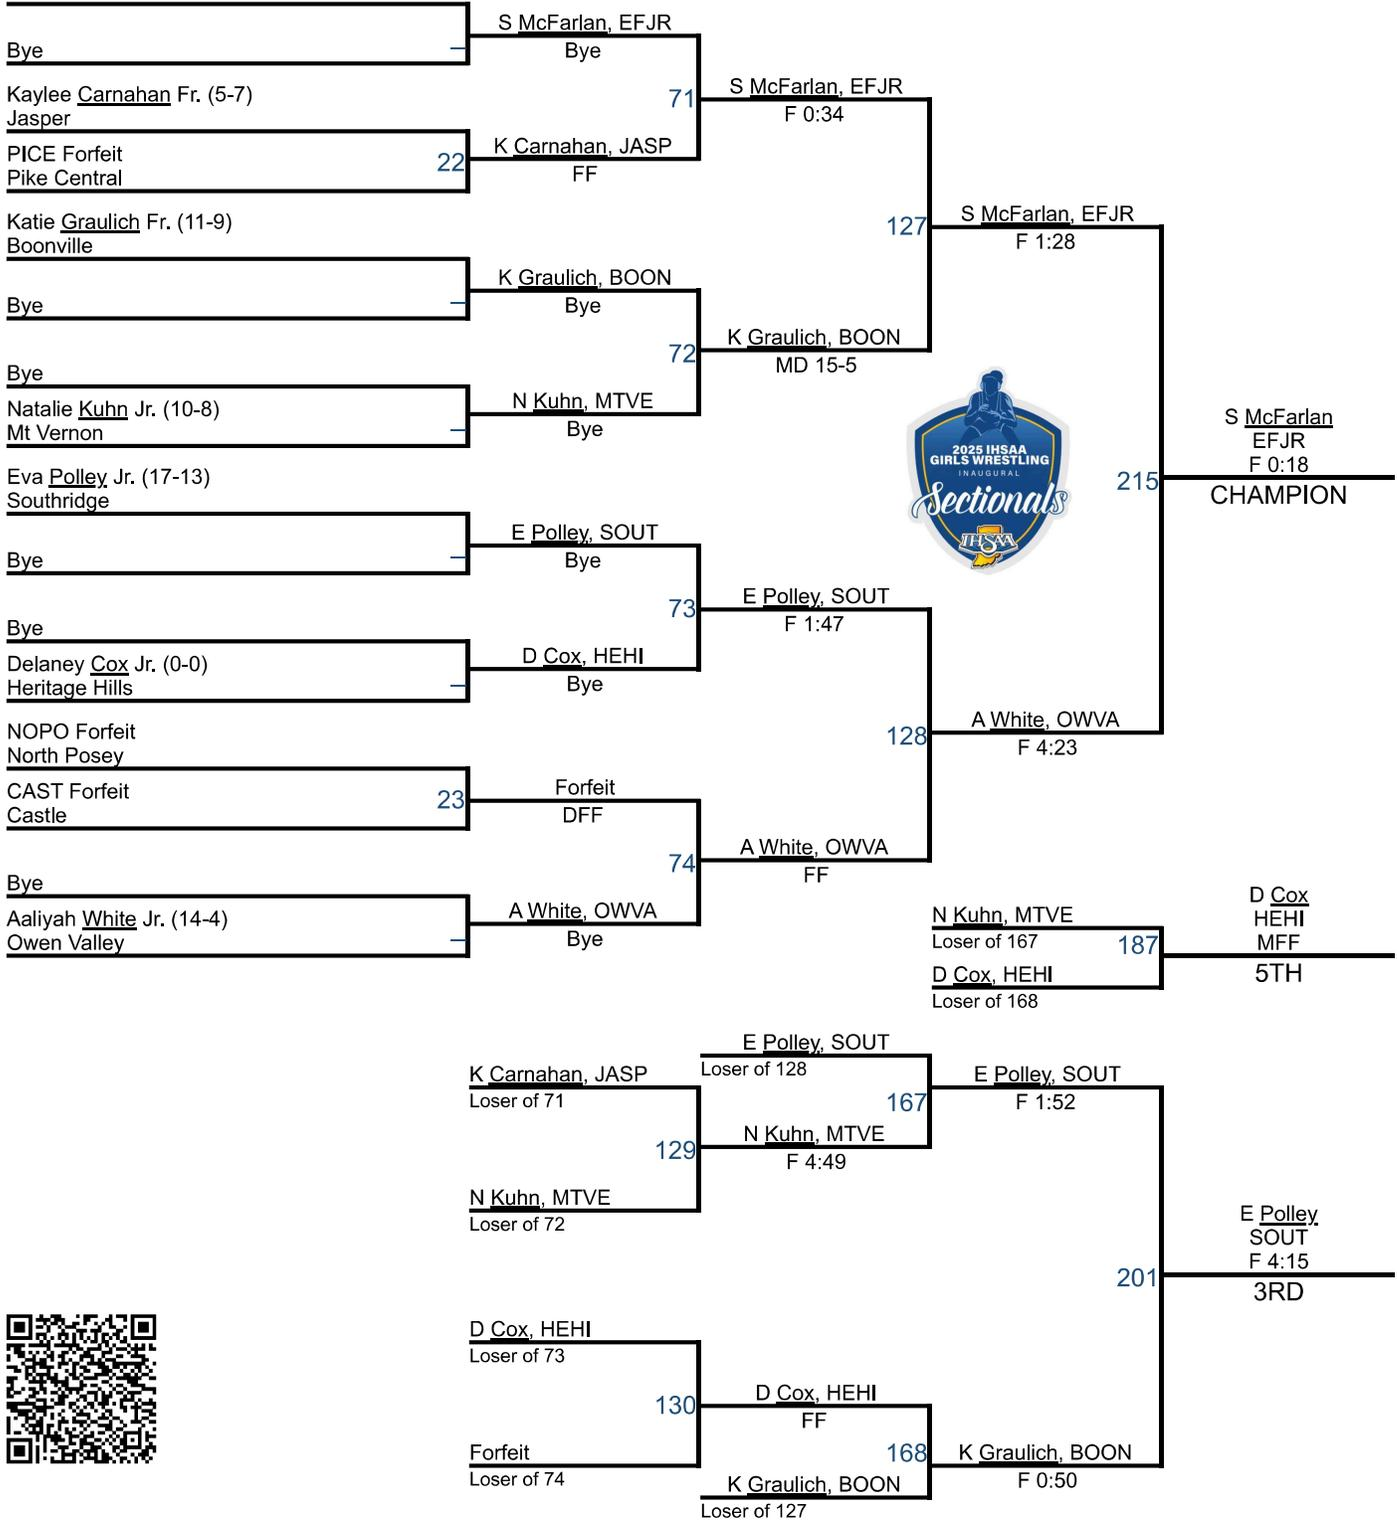 S McFarlan, EFJR
Bye
Bye
Kaylee Carnahan Fr. (5-7)
Jasper
71
S McFarlan, EFJR
F 0:34
PICE Forfeit
Pike Central
22
K Carnahan, JASP
FF
Katie Graulich Fr. (11-9)
Boonville
127
S McFarlan, EFJR
F 1:28
K Graulich, BOON
Bye
Bye
72
K Graulich, BOON
MD 15-5
Bye
Natalie Kuhn Jr. (10-8)
Mt Vernon
N Kuhn, MTVE
Bye
2025 IHSAA
GIRLS WRESTLING
INAUGURAL
Sectionals
IHSAA
215
S McFarlan
EFJR
F 0:18
CHAMPION
Eva Polley Jr. (17-13)
Southridge
E Polley, SOUT
Bye
Bye
73
E Polley, SOUT
F 1:47
Bye
Delaney Cox Jr. (0-0)
Heritage Hills
D Cox, HEHI
Bye
NOPO Forfeit
North Posey
128
A White, OWVA
F 4:23
CAST Forfeit
Castle
23
Forfeit
DFF
74
A White, OWVA
FF
Bye
Aaliyah White Jr. (14-4)
Owen Valley
A White, OWVA
Bye
N Kuhn, MTVE
Loser of 167
187
D Cox, HEHI
Loser of 168
D Cox
HEHI
MFF
5TH
E Polley, SOUT
Loser of 128
K Carnahan, JASP
Loser of 71
167
E Polley, SOUT
F 1:52
129
N Kuhn, MTVE
F 4:49
N Kuhn, MTVE
Loser of 72
201
E Polley
SOUT
F 4:15
3RD
D Cox, HEHI
Loser of 73
130
D Cox, HEHI
FF
Forfeit
Loser of 74
168
K Graulich, BOON
F 0:50
K Graulich, BOON
Loser of 127